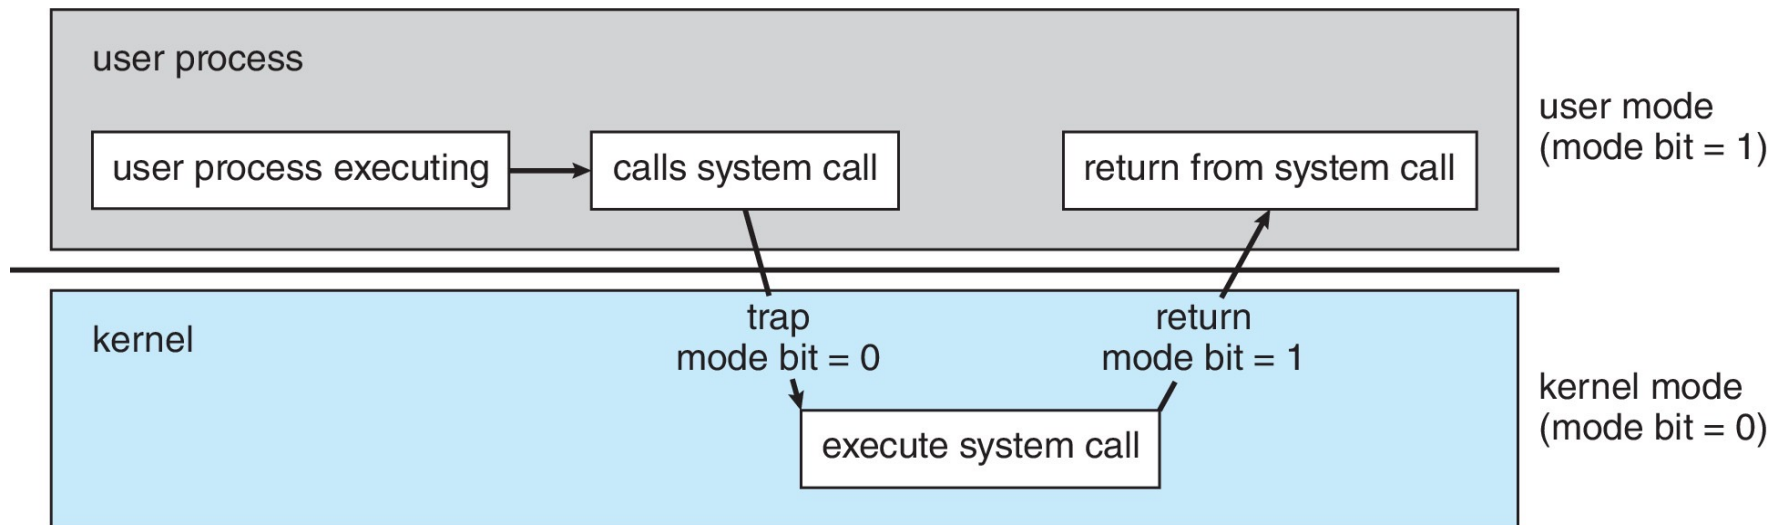 user process
user process executing
calls system call
return from system call
user mode
(mode bit = 1)
kernel
trap
mode bit = 0
return
mode bit = 1
execute system call
kernel mode
(mode bit = 0)